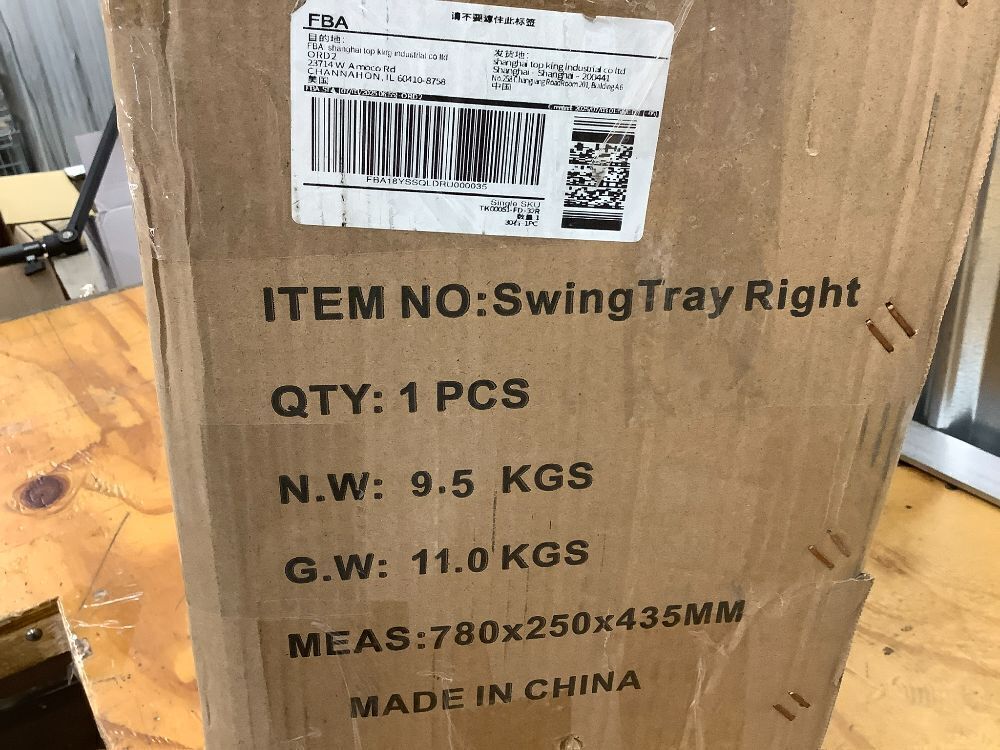 FBA
请不要遮住此标签
目的地:
FBA: shanghai top king industrial co ltd
ORD2
23714 W Amoco Rd
CHANNAHON, IL 60410-8758
美国
发货地:
shanghai top king industrial co ltd
Shanghai - Shanghai - 200441
中国
ORD2
FBA18YSSQLDRU000035
Single SKU
数量 1
ITEM NO:SwingTray Right
QTY: 1 PCS
N.W: 9.5 KGS
G.W: 11.0 KGS
MEAS:780x250x435MM
MADE IN CHINA